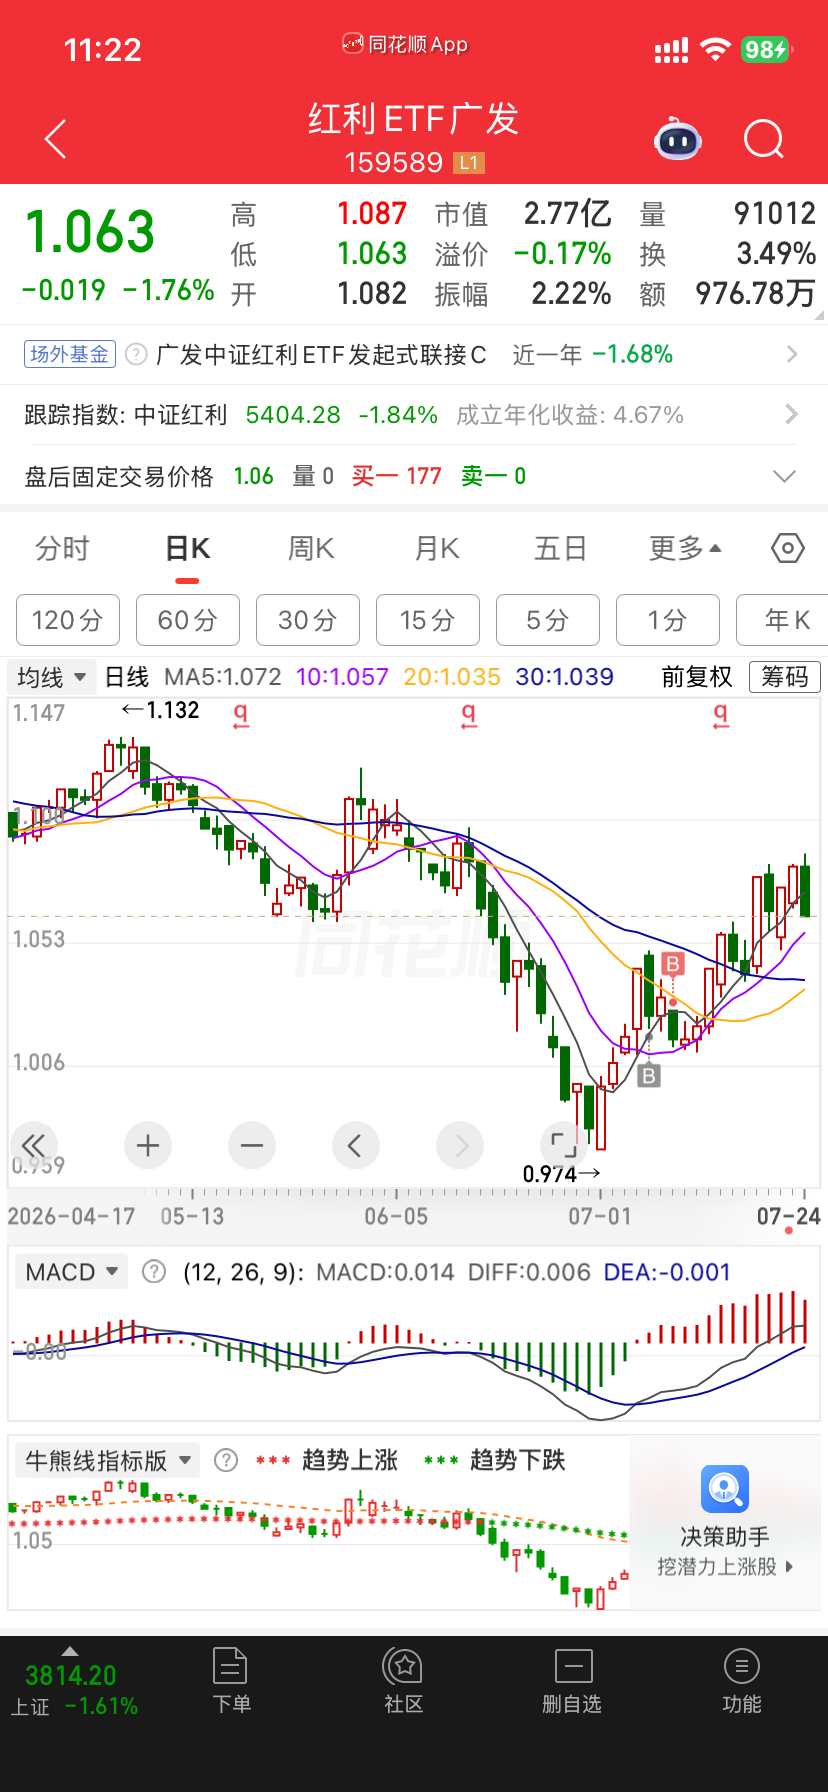 11:22
同花顺App
98
红利ETF广发
159589 L1
1.063
-0.019 -1.76%
高 1.087 市值 2.77亿 量 91012
低 1.063 溢价 -0.17% 换 3.49%
开 1.082 振幅 2.22% 额 976.78万
场外基金 ? 广发中证红利ETF发起式联接C 近一年 -1.68%
跟踪指数: 中证红利 5404.28 -1.84% 成立年化收益: 4.67%
盘后固定交易价格 1.06 量 0 买一 177 卖一 0
分时 日K 周K 月K 五日 更多
120分 60分 30分 15分 5分 1分 年K
均线 日线 MA5:1.072 10:1.057 20:1.035 30:1.039 前复权 筹码
1.147 ←1.132 q q q
1.100
同花顺
1.053
B
1.006
B
0.959
0.974→
2026-04-17 05-13 06-05 07-01 07-24
MACD ? (12, 26, 9): MACD:0.014 DIFF:0.006 DEA:-0.001
-0.00
牛熊线指标版 ? *** 趋势上涨 *** 趋势下跌
1.05
决策助手
挖潜力上涨股
3814.20
上证 -1.61%
下单
社区
删自选
功能